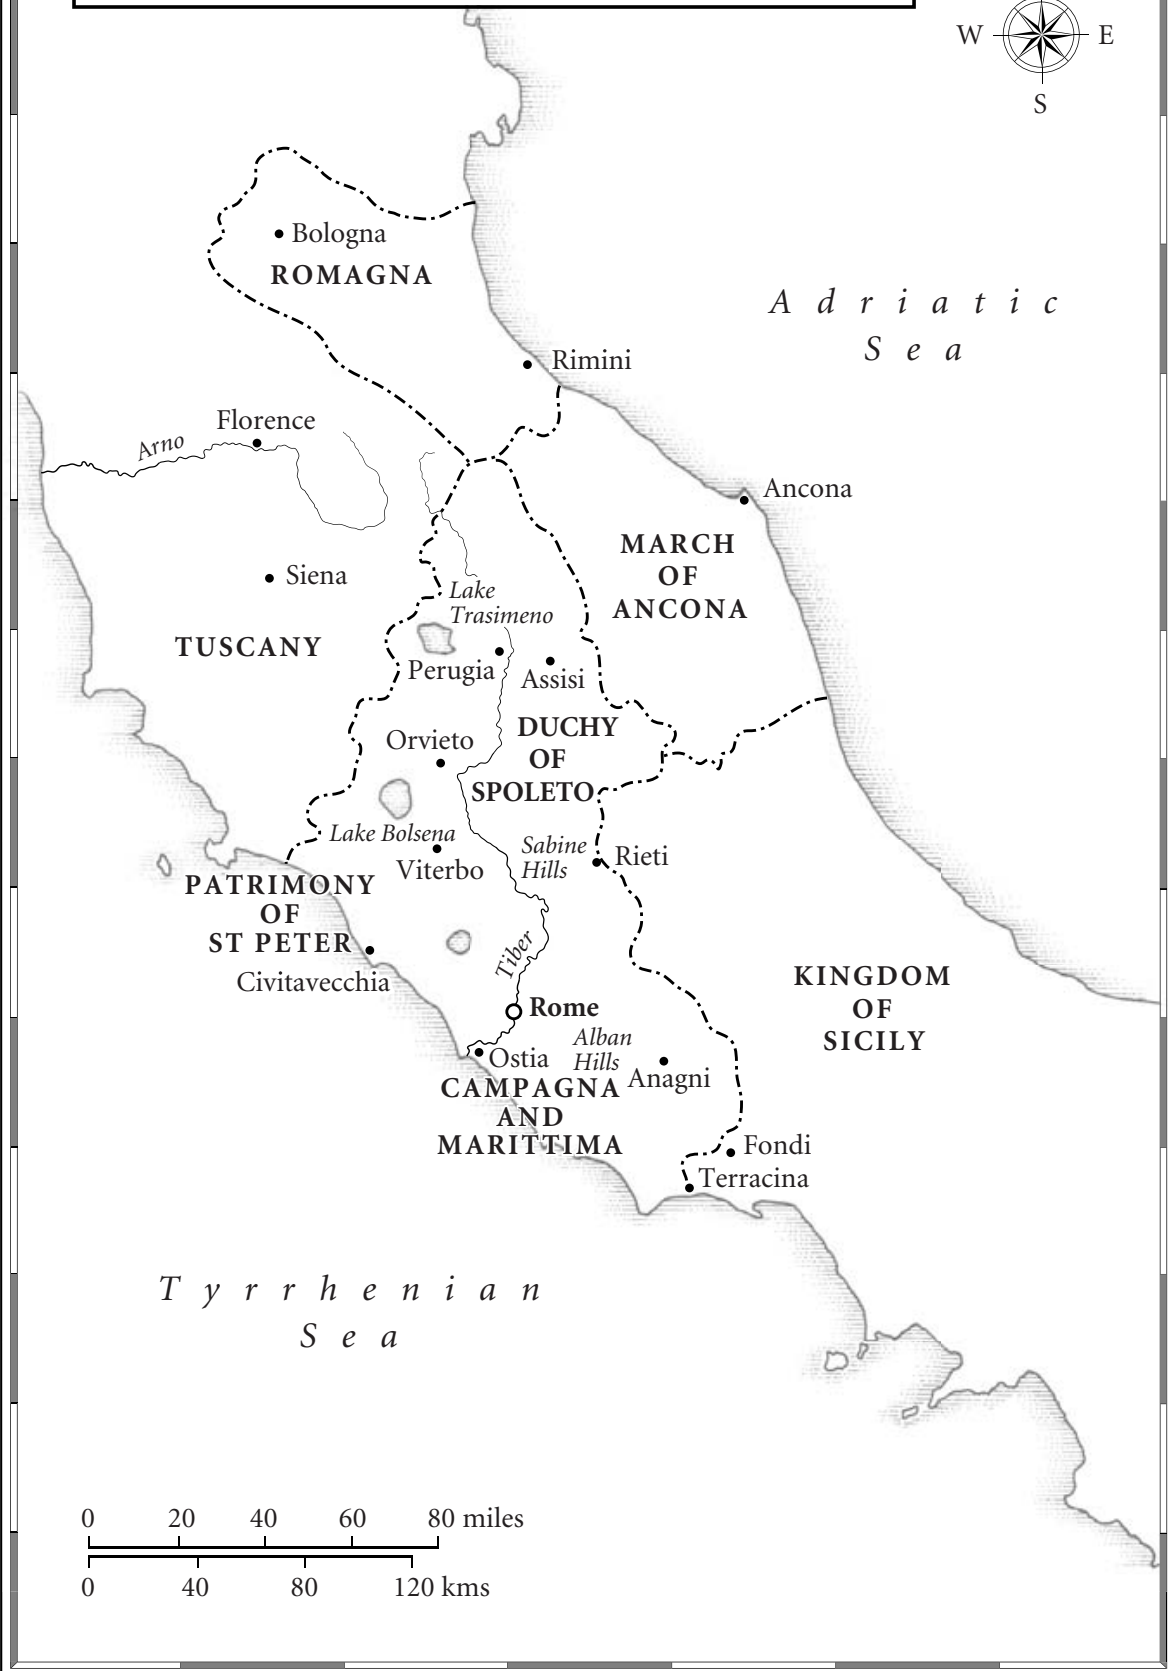 W E
S
Bologna
ROMAGNA
Adriatic
Sea
Rimini
Florence
Arno
Ancona
MARCH
OF
ANCONA
Siena
Lake
Trasimeno
TUSCANY
Perugia
Assisi
DUCHY
OF
SPOLETO
Orvieto
Lake Bolsena
Viterbo
Sabine
Hills
Rieti
PATRIMONY
OF
ST PETER
Civitavecchia
Tiber
KINGDOM
OF
SICILY
Rome
Alban
Hills
Ostia
Anagni
CAMPAGNA
AND
MARITTIMA
Fondi
Terracina
Tyrrhenian
Sea
0 20 40 60 80 miles
0 40 80 120 kms